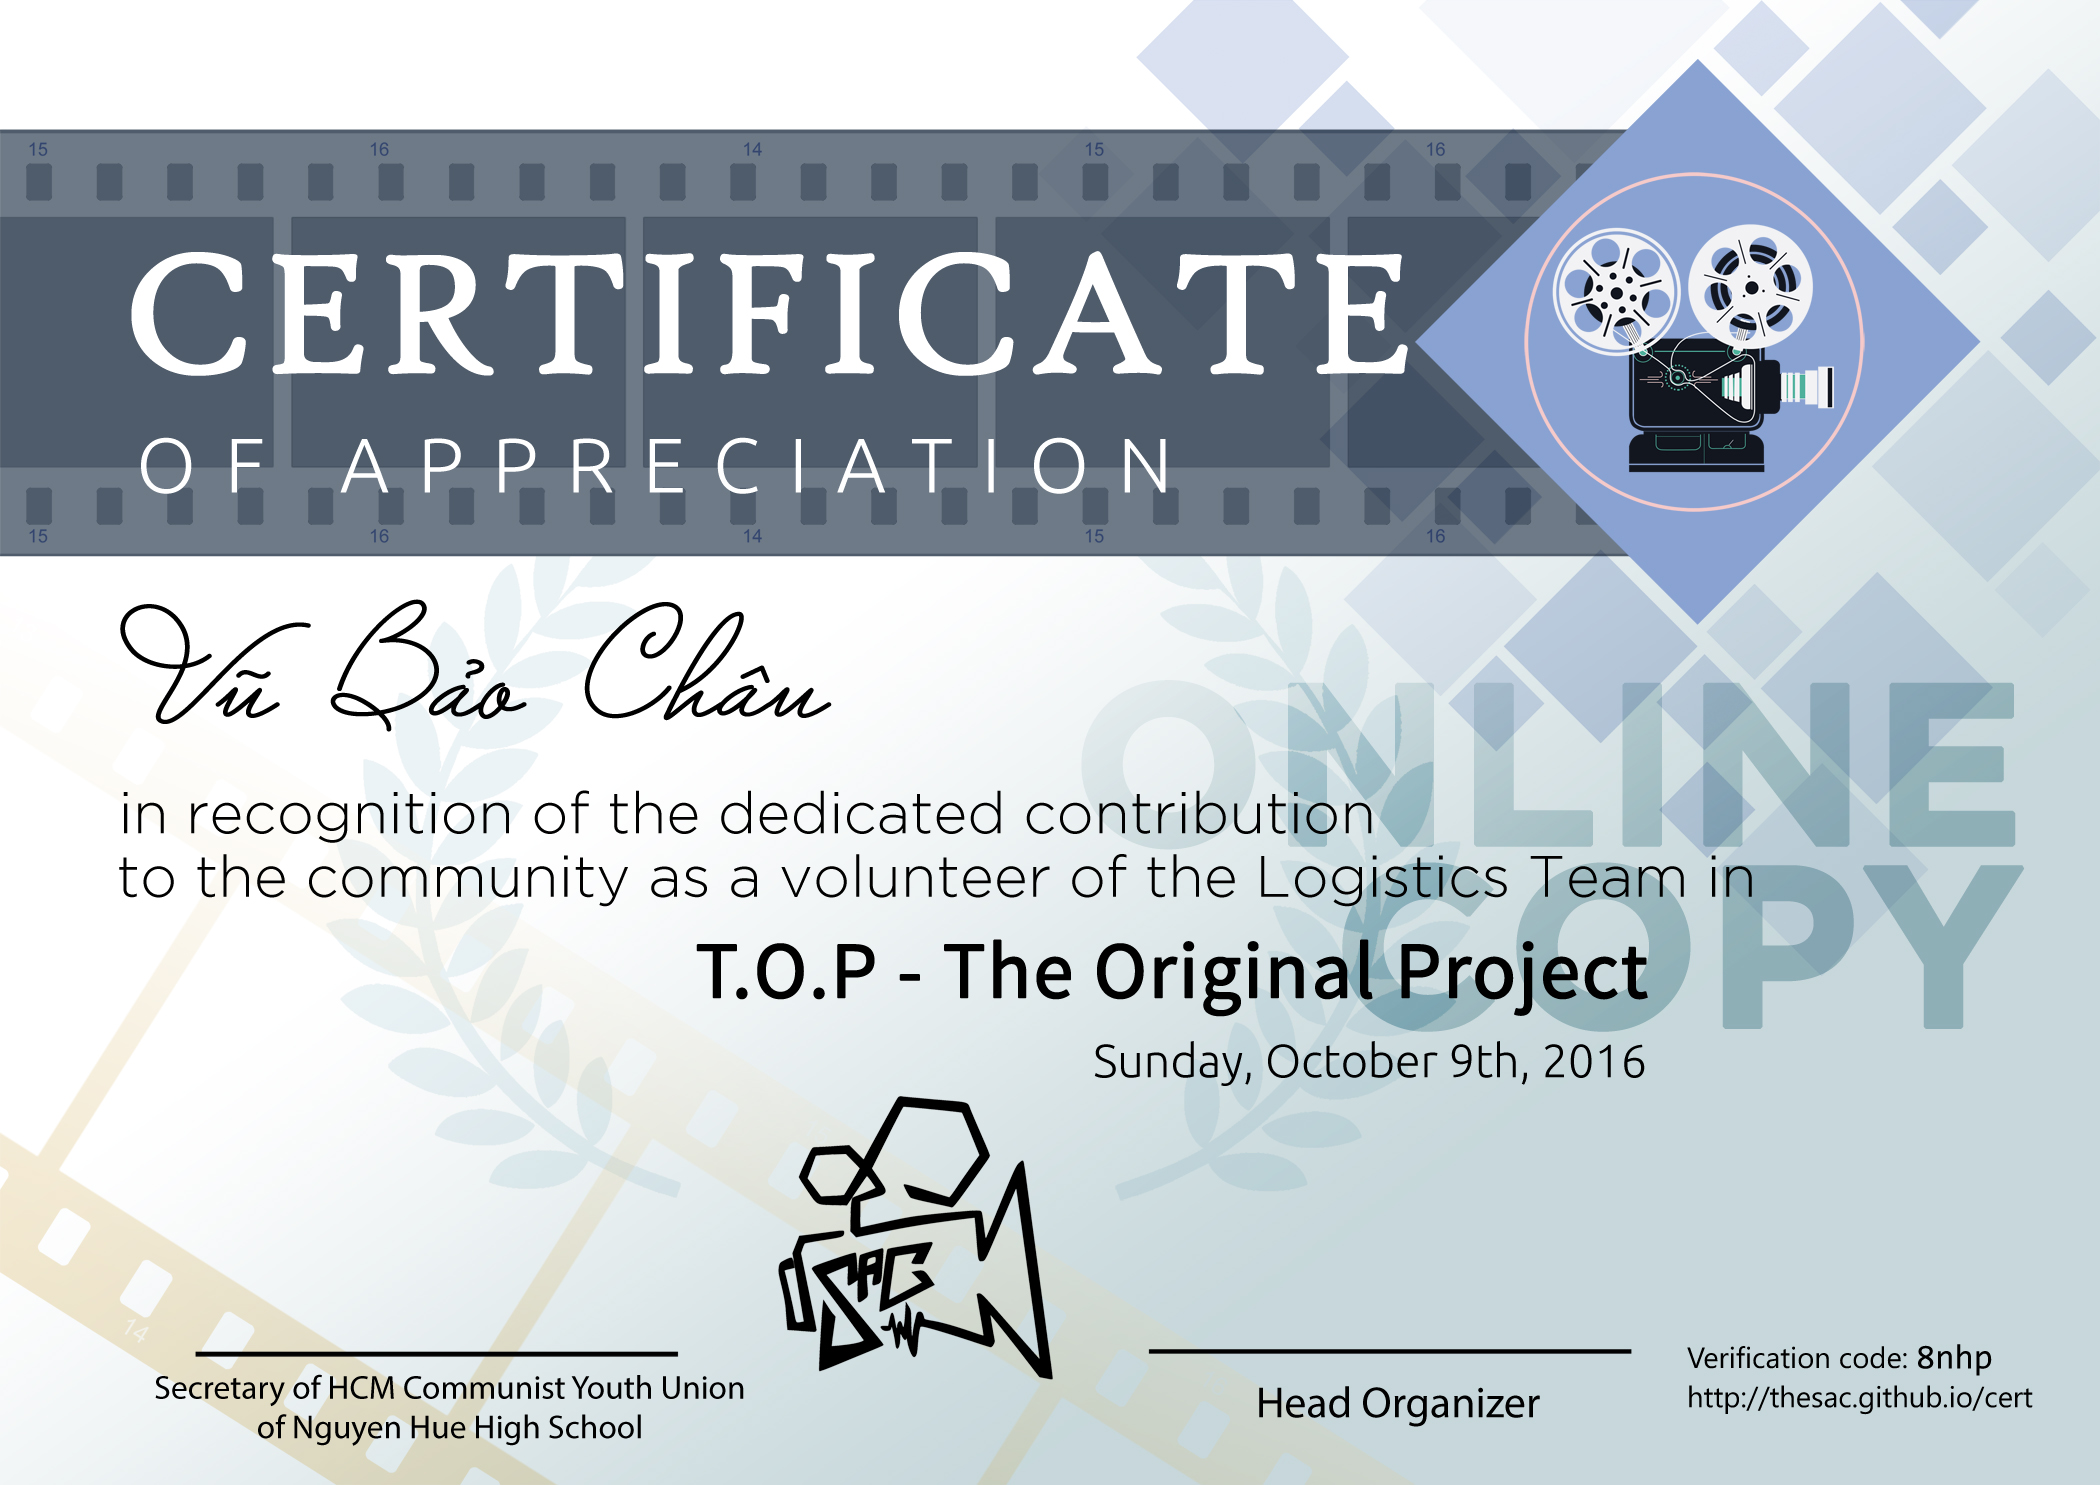 15 16 14 15 16
CERTIFICATE
OF APPRECIATION
15 16 14 15 16
Vũ Bảo Châu
ONLINE
COPY
in recognition of the dedicated contribution
to the community as a volunteer of the Logistics Team in
T.O.P - The Original Project
Sunday, October 9th, 2016
SAC
14
Secretary of HCM Communist Youth Union
of Nguyen Hue High School
Head Organizer
Verification code: 8nhp
http://thesac.github.io/cert